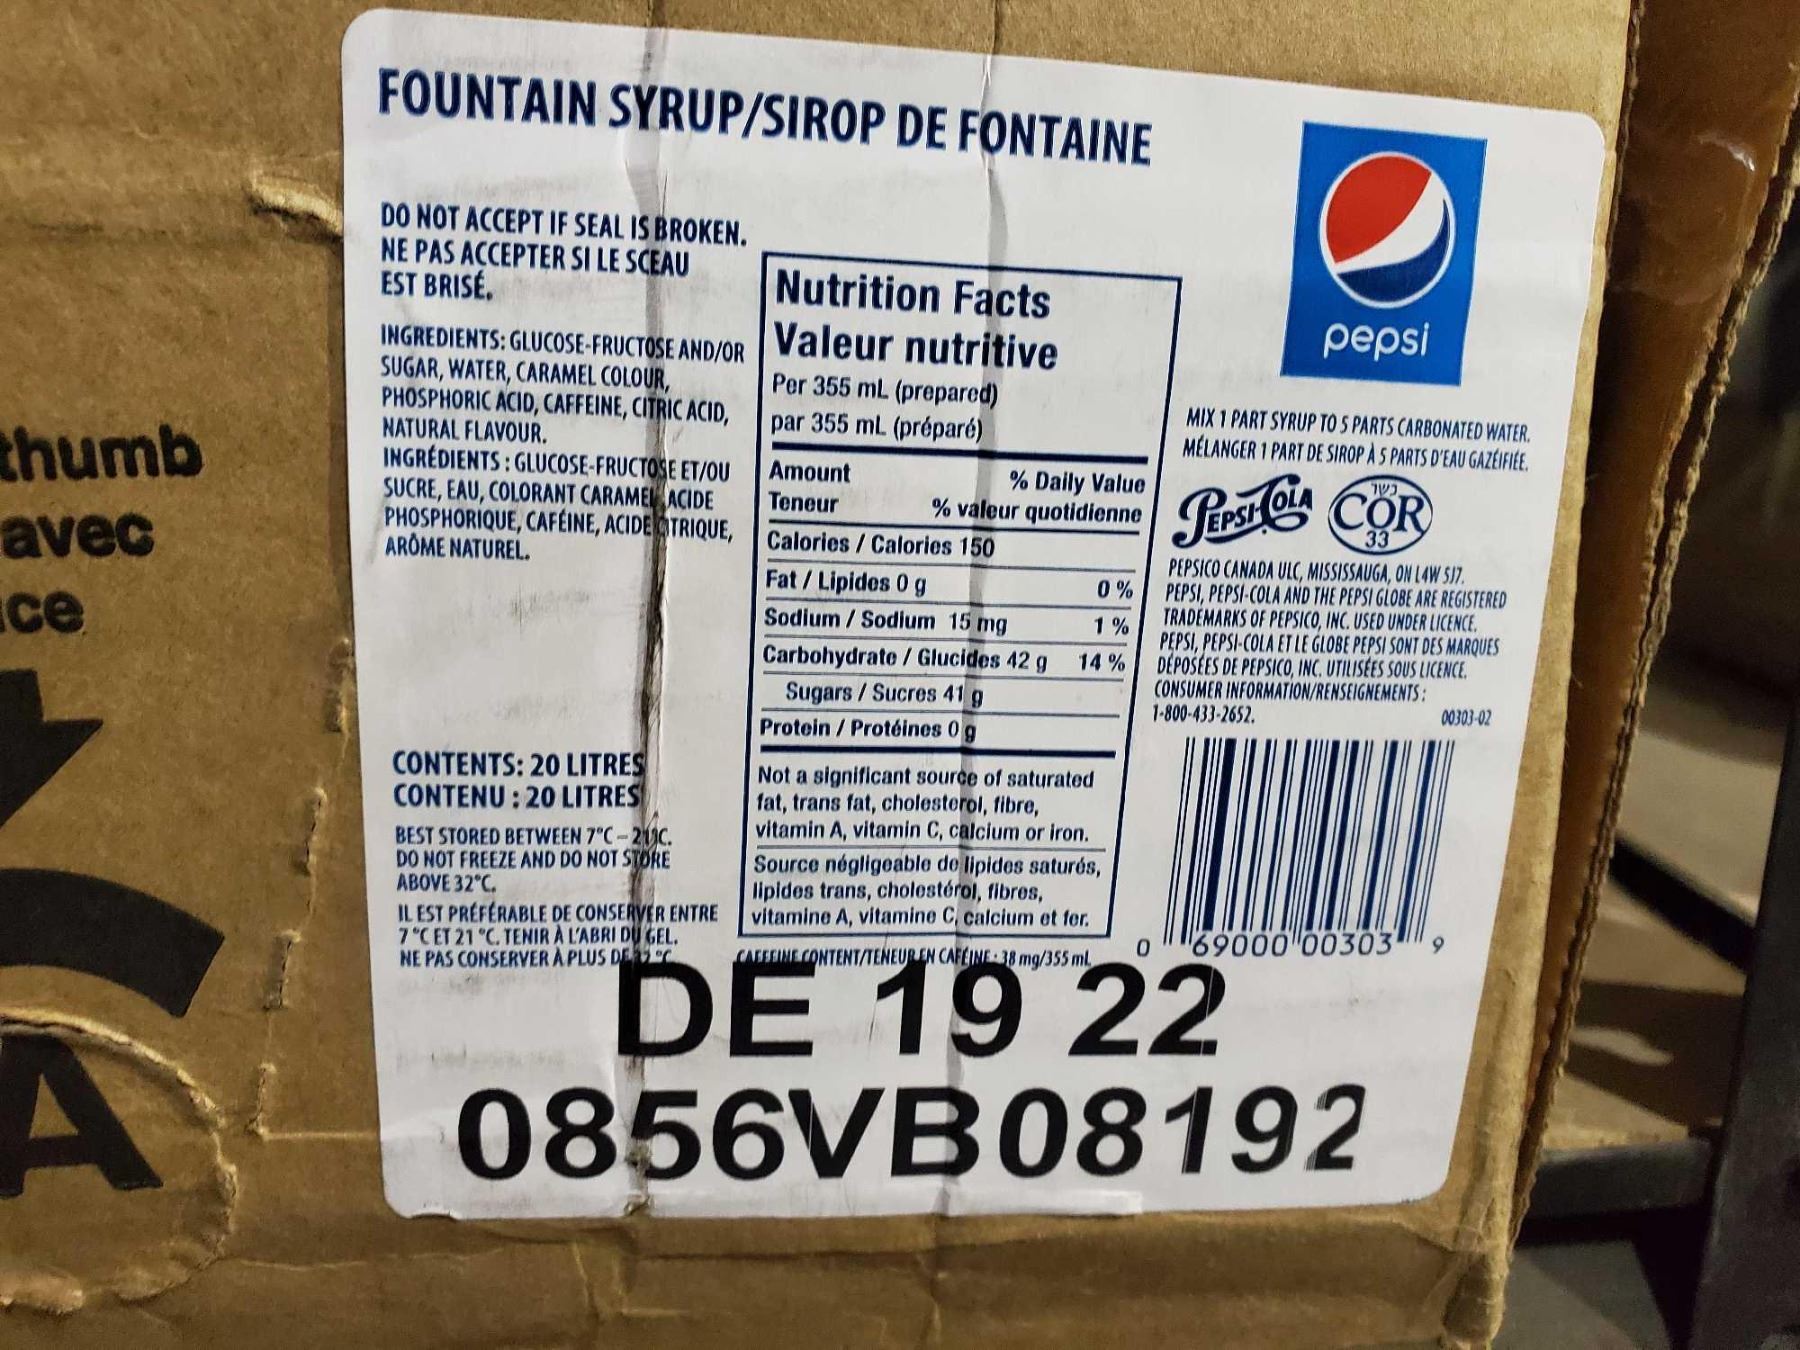 FOUNTAIN SYRUP/SIROP DE FONTAINE
DO NOT ACCEPT IF SEAL IS BROKEN.
NE PAS ACCEPTER SI LE SCEAU
EST BRISÉ.
INGREDIENTS: GLUCOSE-FRUCTOSE AND/OR
SUGAR, WATER, CARAMEL COLOUR,
PHOSPHORIC ACID, CAFFEINE, CITRIC ACID,
NATURAL FLAVOUR.
INGRÉDIENTS : GLUCOSE-FRUCTOSE ET/OU
SUCRE, EAU, COLORANT CARAMEL, ACIDE
PHOSPHORIQUE, CAFÉINE, ACIDE CITRIQUE,
ARÔME NATUREL.
CONTENTS: 20 LITRES
CONTENU : 20 LITRES
BEST STORED BETWEEN 7°C – 21°C.
DO NOT FREEZE AND DO NOT STORE
ABOVE 32°C.
IL EST PRÉFÉRABLE DE CONSERVER ENTRE
7 °C ET 21 °C. TENIR À L'ABRI DU GEL.
NE PAS CONSERVER À PLUS DE 32 °C
Nutrition Facts
Valeur nutritive
Per 355 mL (prepared)
par 355 mL (préparé)
Amount % Daily Value
Teneur % valeur quotidienne
Calories / Calories 150
Fat / Lipides 0 g 0 %
Sodium / Sodium 15 mg 1 %
Carbohydrate / Glucides 42 g 14 %
Sugars / Sucres 41 g
Protein / Protéines 0 g
Not a significant source of saturated
fat, trans fat, cholesterol, fibre,
vitamin A, vitamin C, calcium or iron.
Source négligeable de lipides saturés,
lipides trans, cholestérol, fibres,
vitamine A, vitamine C, calcium et fer.
CAFFEINE CONTENT/TENEUR EN CAFÉINE : 38 mg/355 mL
pepsi
MIX 1 PART SYRUP TO 5 PARTS CARBONATED WATER.
MÉLANGER 1 PART DE SIROP À 5 PARTS D'EAU GAZÉIFIÉE.
PEPSI-COLA
כשר
COR
33
PEPSICO CANADA ULC, MISSISSAUGA, ON L4W 5J7.
PEPSI, PEPSI-COLA AND THE PEPSI GLOBE ARE REGISTERED
TRADEMARKS OF PEPSICO, INC. USED UNDER LICENCE.
PEPSI, PEPSI-COLA ET LE GLOBE PEPSI SONT DES MARQUES
DÉPOSÉES DE PEPSICO, INC. UTILISÉES SOUS LICENCE.
CONSUMER INFORMATION/RENSEIGNEMENTS :
1-800-433-2652. 00303-02
0 69000 00303 9
DE 19 22
0856VB08192
thumb
avec
ce
A